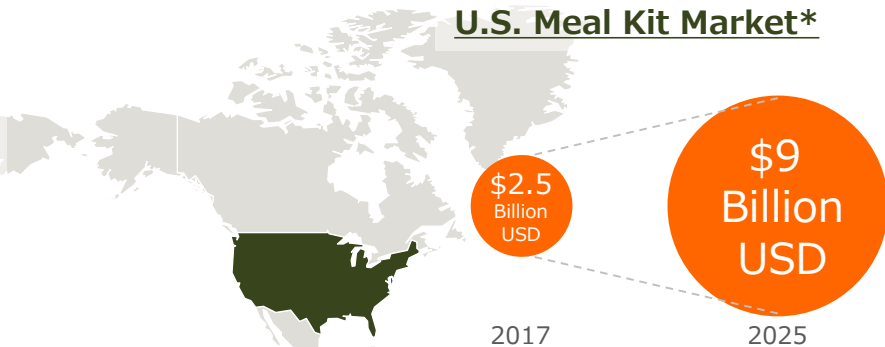 U.S. Meal Kit Market*
$2.5
Billion
USD
$9
Billion
USD
2017
2025